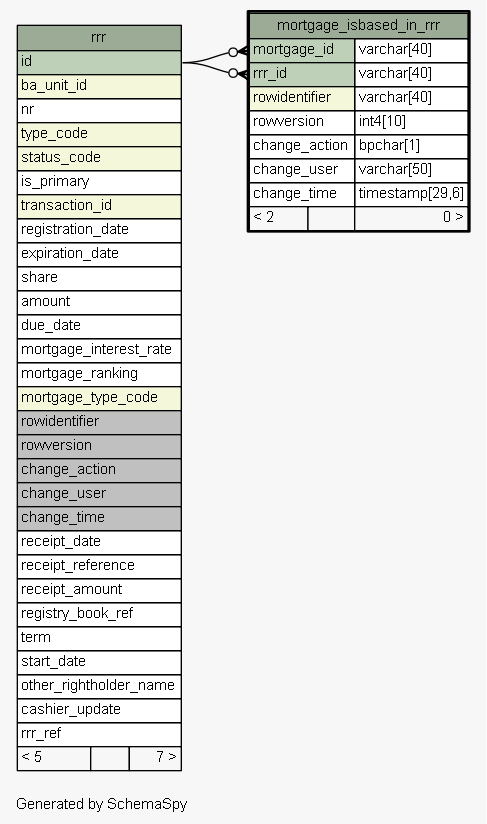 rrr
id
ba_unit_id
nr
type_code
status_code
is_primary
transaction_id
registration_date
expiration_date
share
amount
due_date
mortgage_interest_rate
mortgage_ranking
mortgage_type_code
rowidentifier
rowversion
change_action
change_user
change_time
receipt_date
receipt_reference
receipt_amount
registry_book_ref
term
start_date
other_rightholder_name
cashier_update
rrr_ref
< 5 7 >
mortgage_isbased_in_rrr
mortgage_id varchar[40]
rrr_id varchar[40]
rowidentifier varchar[40]
rowversion int4[10]
change_action bpchar[1]
change_user varchar[50]
change_time timestamp[29,6]
< 2 0 >
Generated by SchemaSpy